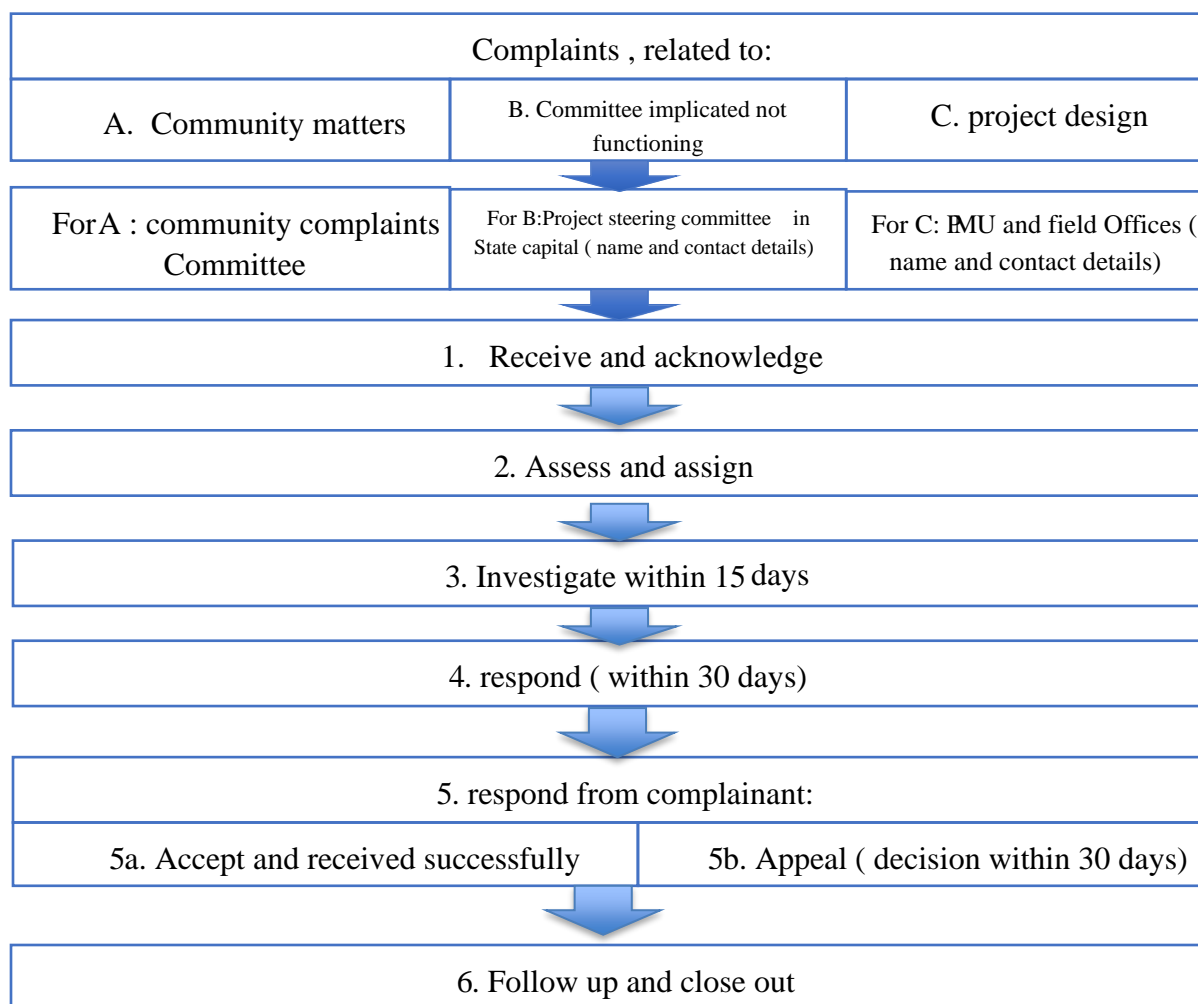 Complaints , related to:
A. Community matters
B. Committee implicated not
functioning
C. project design
For A : community complaints
Committee
For B:Project steering committee in
State capital ( name and contact details)
For C: PMU and field Offices (
name and contact details)
1. Receive and acknowledge
2. Assess and assign
3. Investigate within 15 days
4. respond ( within 30 days)
5. respond from complainant:
5a. Accept and received successfully
5b. Appeal ( decision within 30 days)
6. Follow up and close out